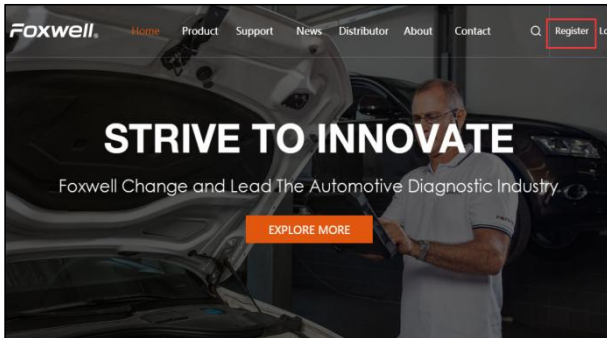 FOXWell® Home Product Support News Distributor About Contact Register Lo
STRIVE TO INNOVATE
Foxwell Change and Lead The Automotive Diagnostic Industry
EXPLORE MORE